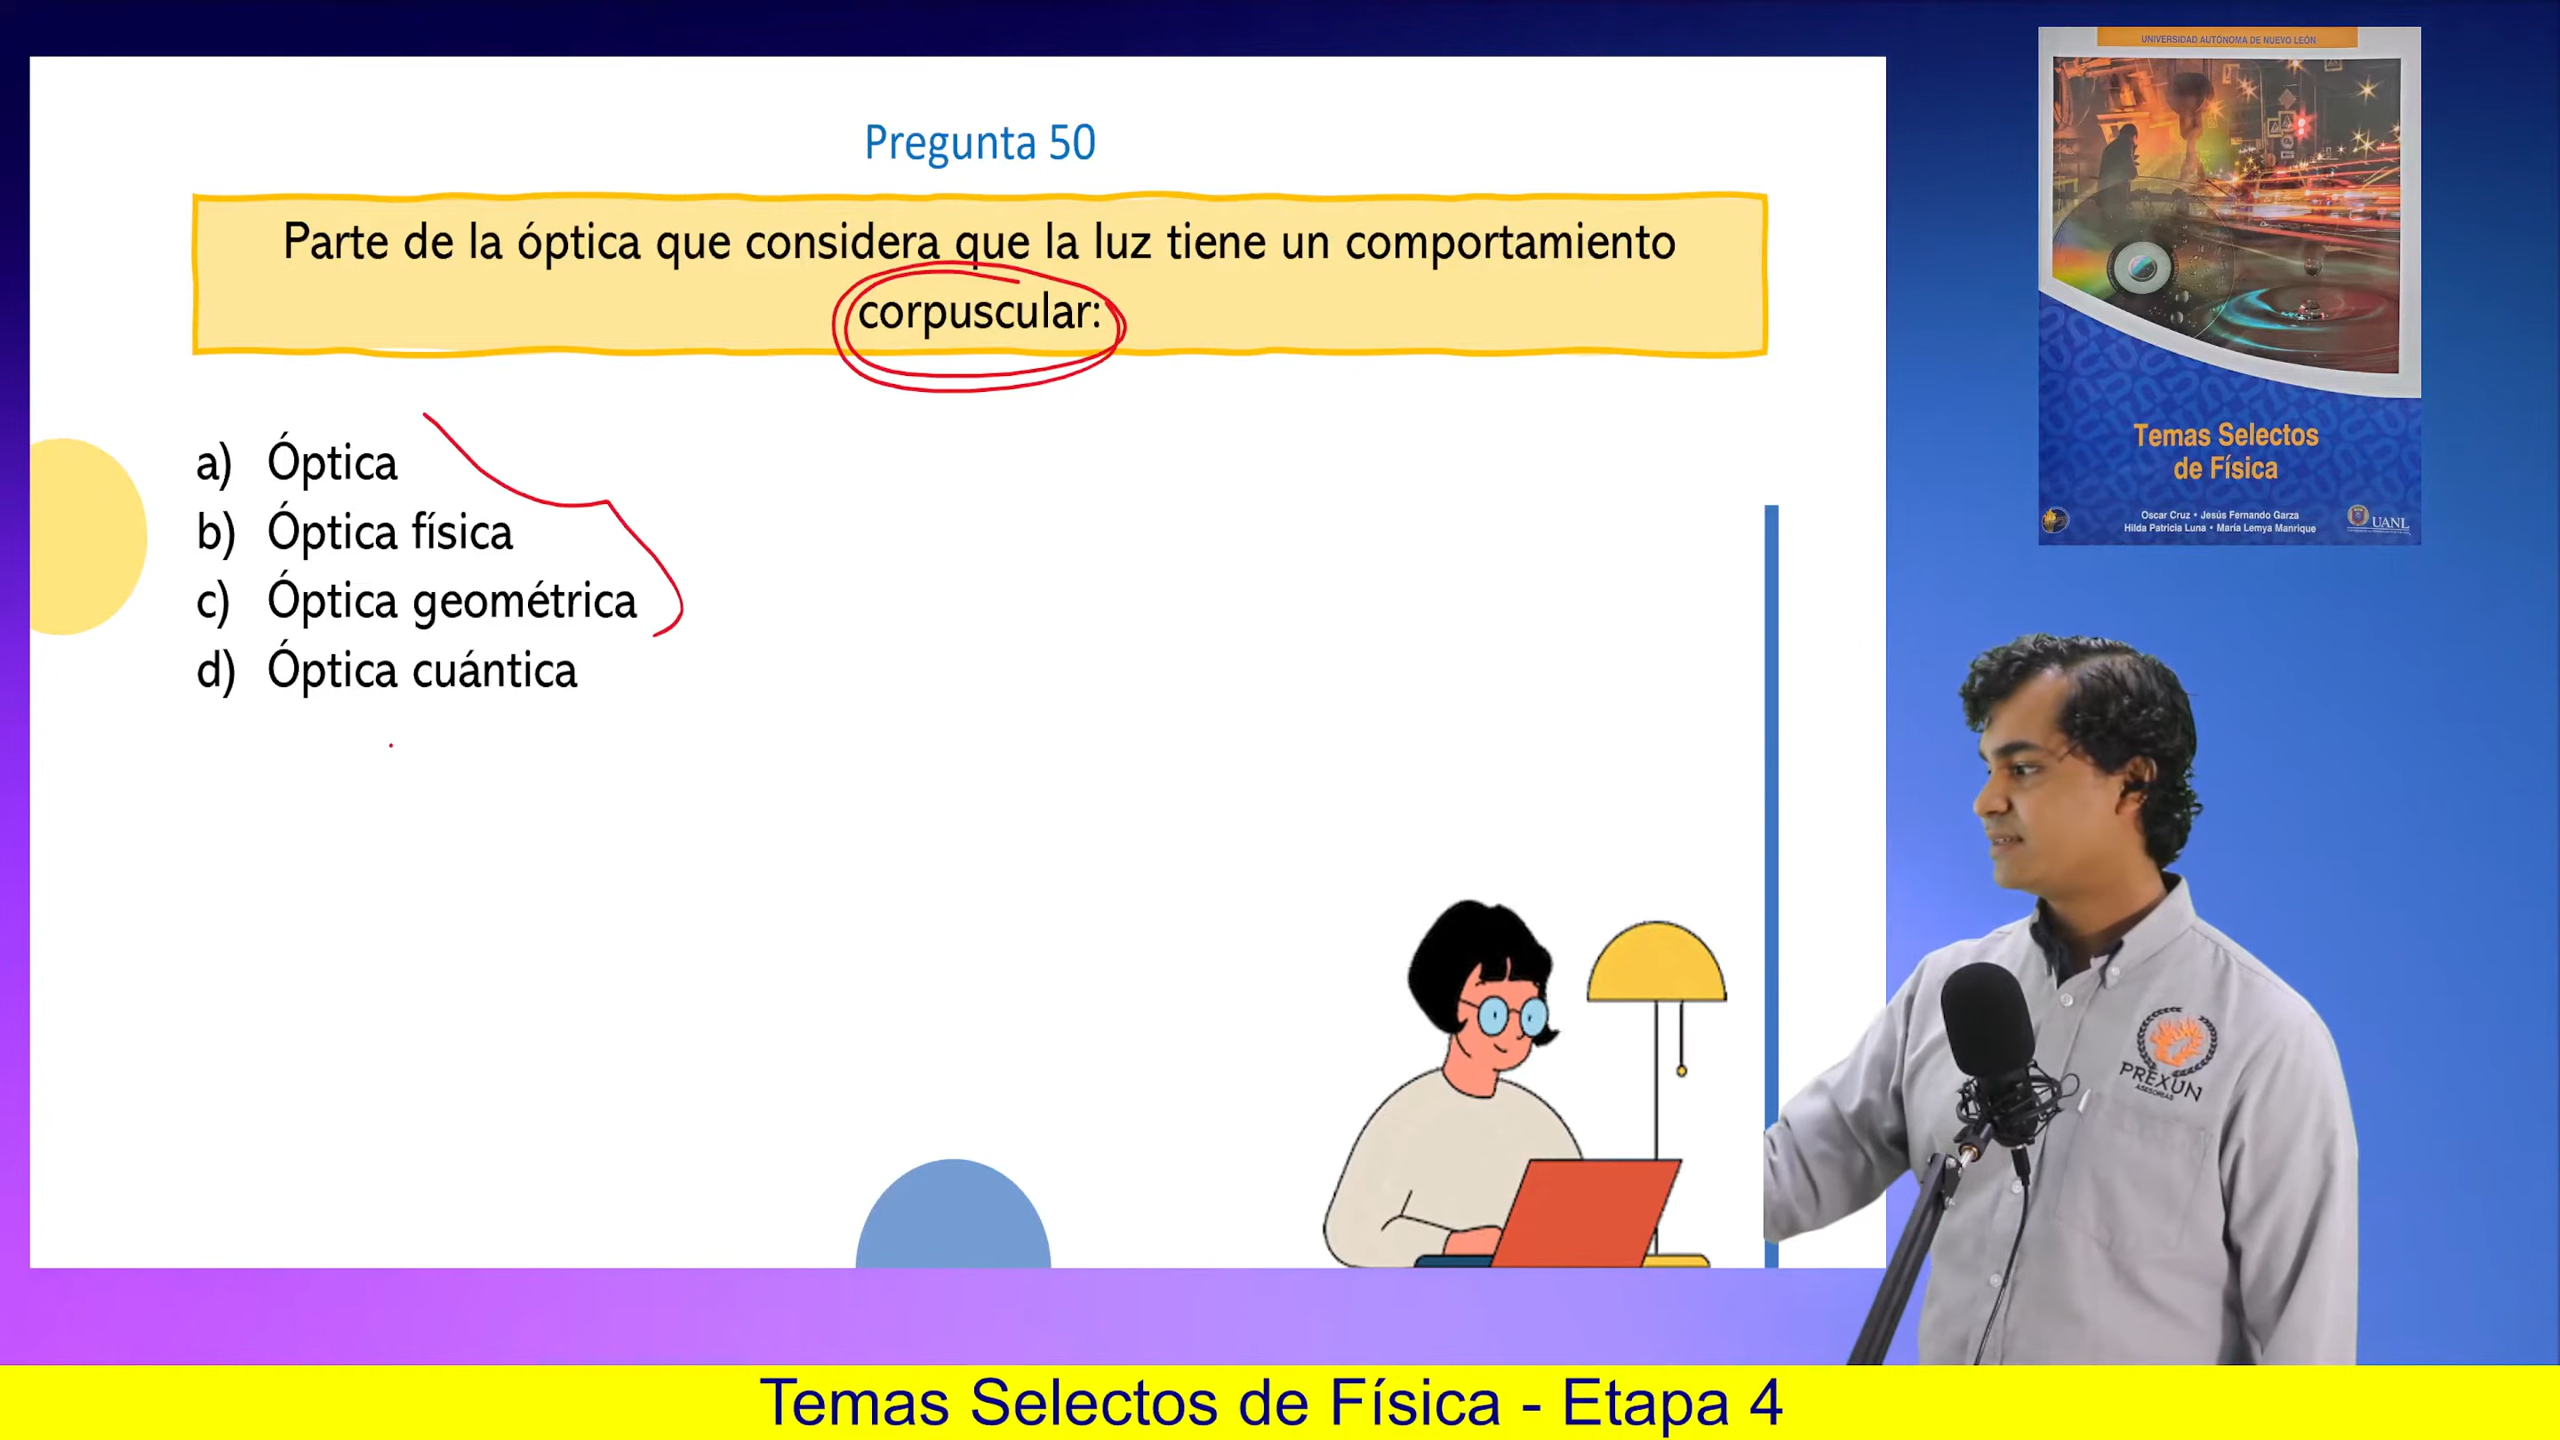 UNIVERSIDAD AUTÓNOMA DE NUEVO LEÓN
Pregunta 50
Parte de la óptica que considera que la luz tiene un comportamiento
corpuscular:
a) Óptica
b) Óptica física
c) Óptica geométrica
d) Óptica cuántica
Temas Selectos
de Física
Oscar Cruz • Jesús Fernando Garza
Hilda Patricia Luna • María Lemya Manrique
UANL
PREXUN
ASESORÍAS
Temas Selectos de Física - Etapa 4